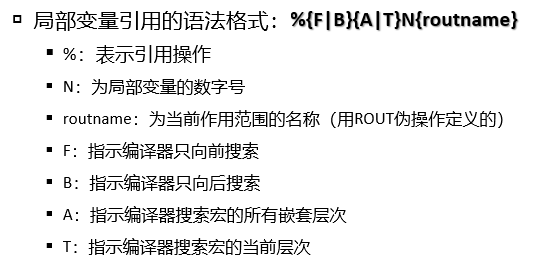 局部变量引用的语法格式：%{F|B}{A|T}N{routname}
%：表示引用操作
N：为局部变量的数字号
routname：为当前作用范围的名称（用ROUT伪操作定义的）
F：指示编译器只向前搜索
B：指示编译器只向后搜索
A：指示编译器搜索宏的所有嵌套层次
T：指示编译器搜索宏的当前层次